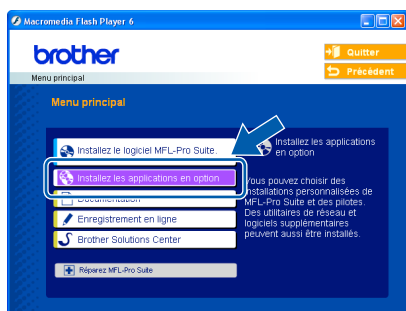 Macromedia Flash Player 6
brother
Quitter
Précédent
Menu principal
Menu principal
Installez le logiciel MFL-Pro Suite.
Installez les applications en option
Documentation
Enregistrement en ligne
Brother Solutions Center
Réparez MFL-Pro Suite
Installez les applications
en option
Vous pouvez choisir des
installations personnalisées de
MFL-Pro Suite et des pilotes.
Des utilitaires de réseau et
logiciels supplémentaires
peuvent aussi être installés.